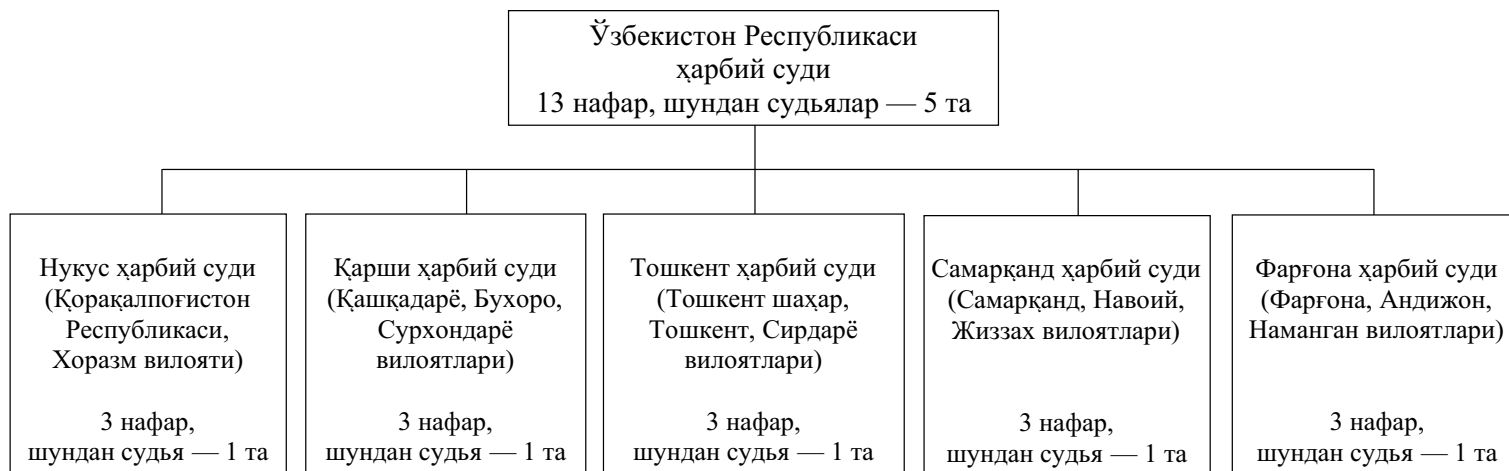 Ўзбекистон Республикаси
ҳарбий суди
13 нафар, шундан судьялар — 5 та
Нукус ҳарбий суди
(Қорақалпоғистон
Республикаси,
Хоразм вилояти)
3 нафар,
шундан судья — 1 та
Қарши ҳарбий суди
(Қашқадарё, Бухоро,
Сурхондарё
вилоятлари)
3 нафар,
шундан судья — 1 та
Тошкент ҳарбий суди
(Тошкент шаҳар,
Тошкент, Сирдарё
вилоятлари)
3 нафар,
шундан судья — 1 та
Самарқанд ҳарбий суди
(Самарқанд, Навоий,
Жиззах вилоятлари)
3 нафар,
шундан судья — 1 та
Фарғона ҳарбий суди
(Фарғона, Андижон,
Наманган вилоятлари)
3 нафар,
шундан судья — 1 та